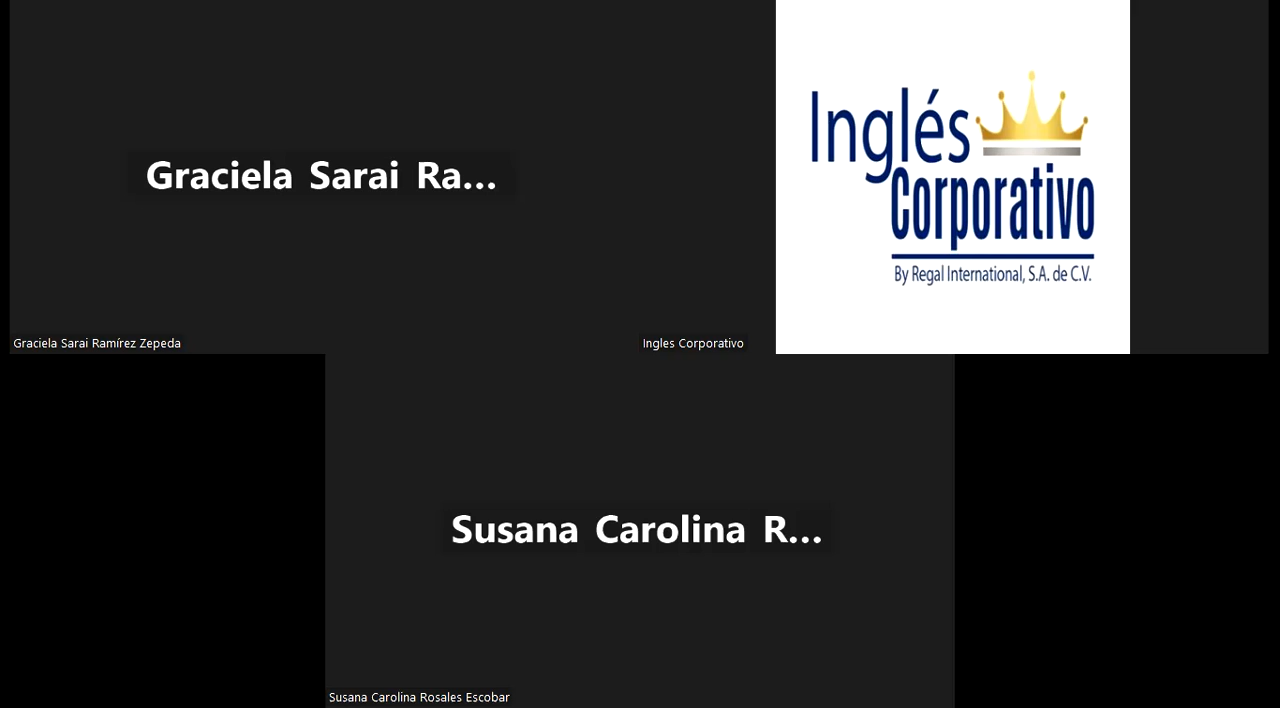 Graciela Sarai Ra...
Inglés
Corporativo
By Regal International, S.A. de C.V.
Graciela Sarai Ramírez Zepeda
Ingles Corporativo
Susana Carolina R...
Susana Carolina Rosales Escobar